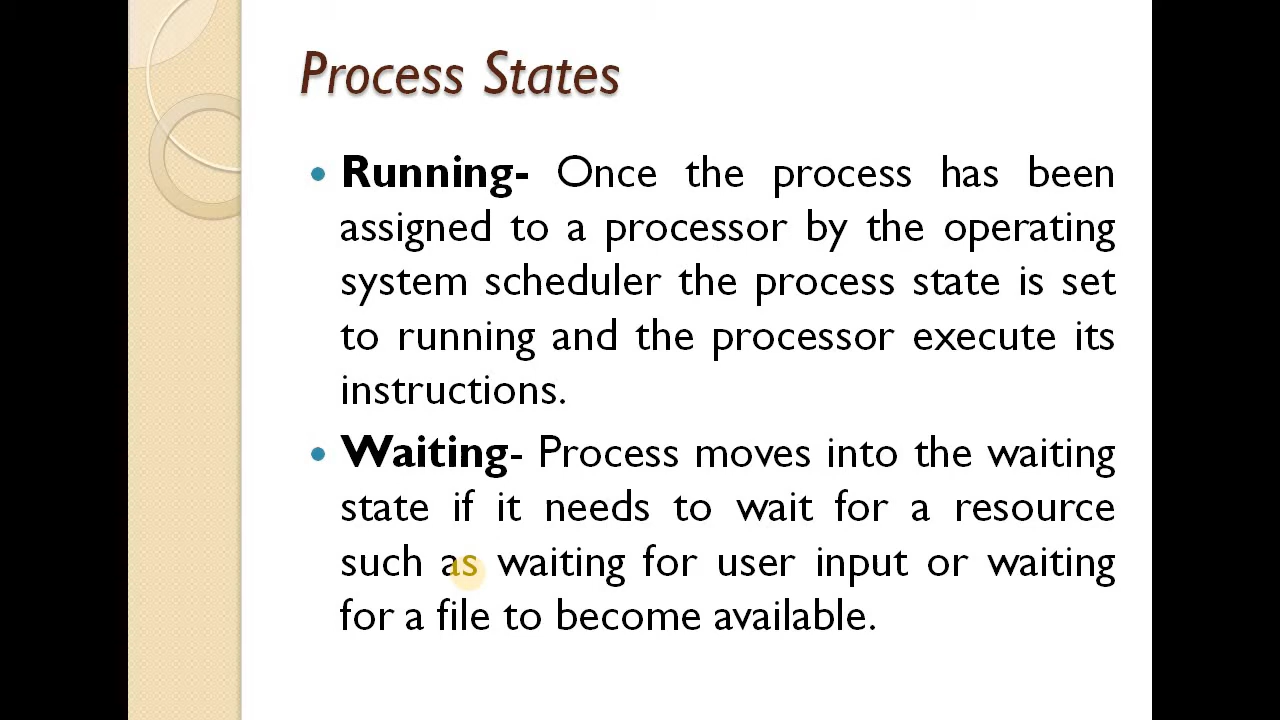 Process States
• Running- Once the process has been
assigned to a processor by the operating
system scheduler the process state is set
to running and the processor execute its
instructions.
• Waiting- Process moves into the waiting
state if it needs to wait for a resource
such as waiting for user input or waiting
for a file to become available.